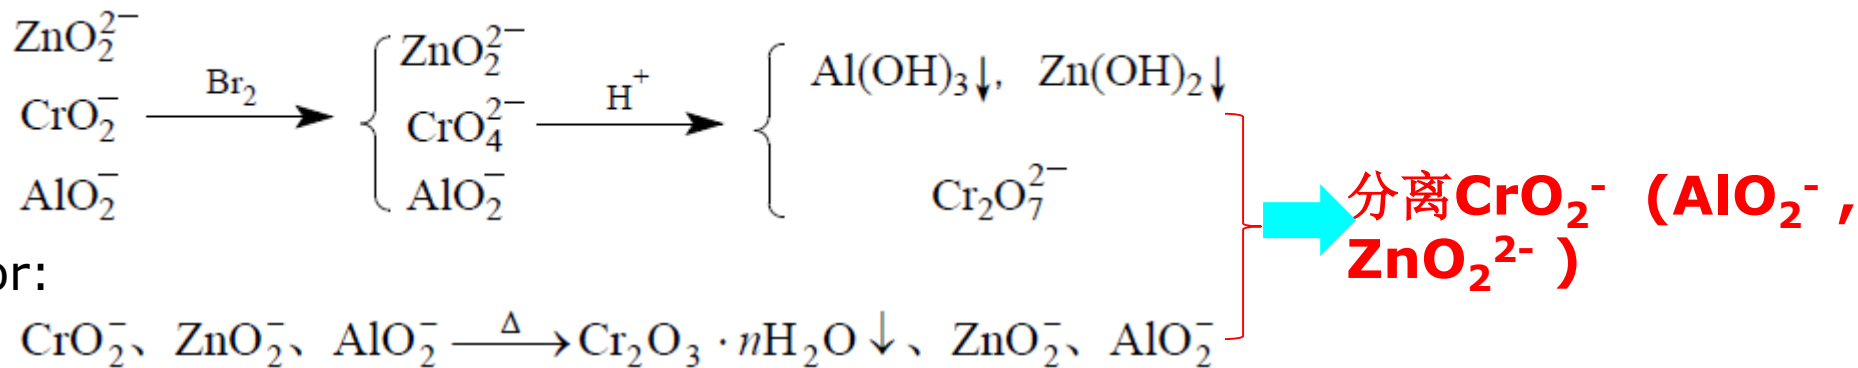 ZnO₂²⁻
CrO₂⁻
AlO₂⁻
Br₂
ZnO₂²⁻
CrO₄²⁻
AlO₂⁻
H⁺
Al(OH)₃↓, Zn(OH)₂↓
Cr₂O₇²⁻
分离CrO₂⁻ (AlO₂⁻ ,
ZnO₂²⁻ )
or:
CrO₂⁻、ZnO₂⁻、AlO₂⁻ —Δ→ Cr₂O₃·nH₂O↓、ZnO₂⁻、AlO₂⁻